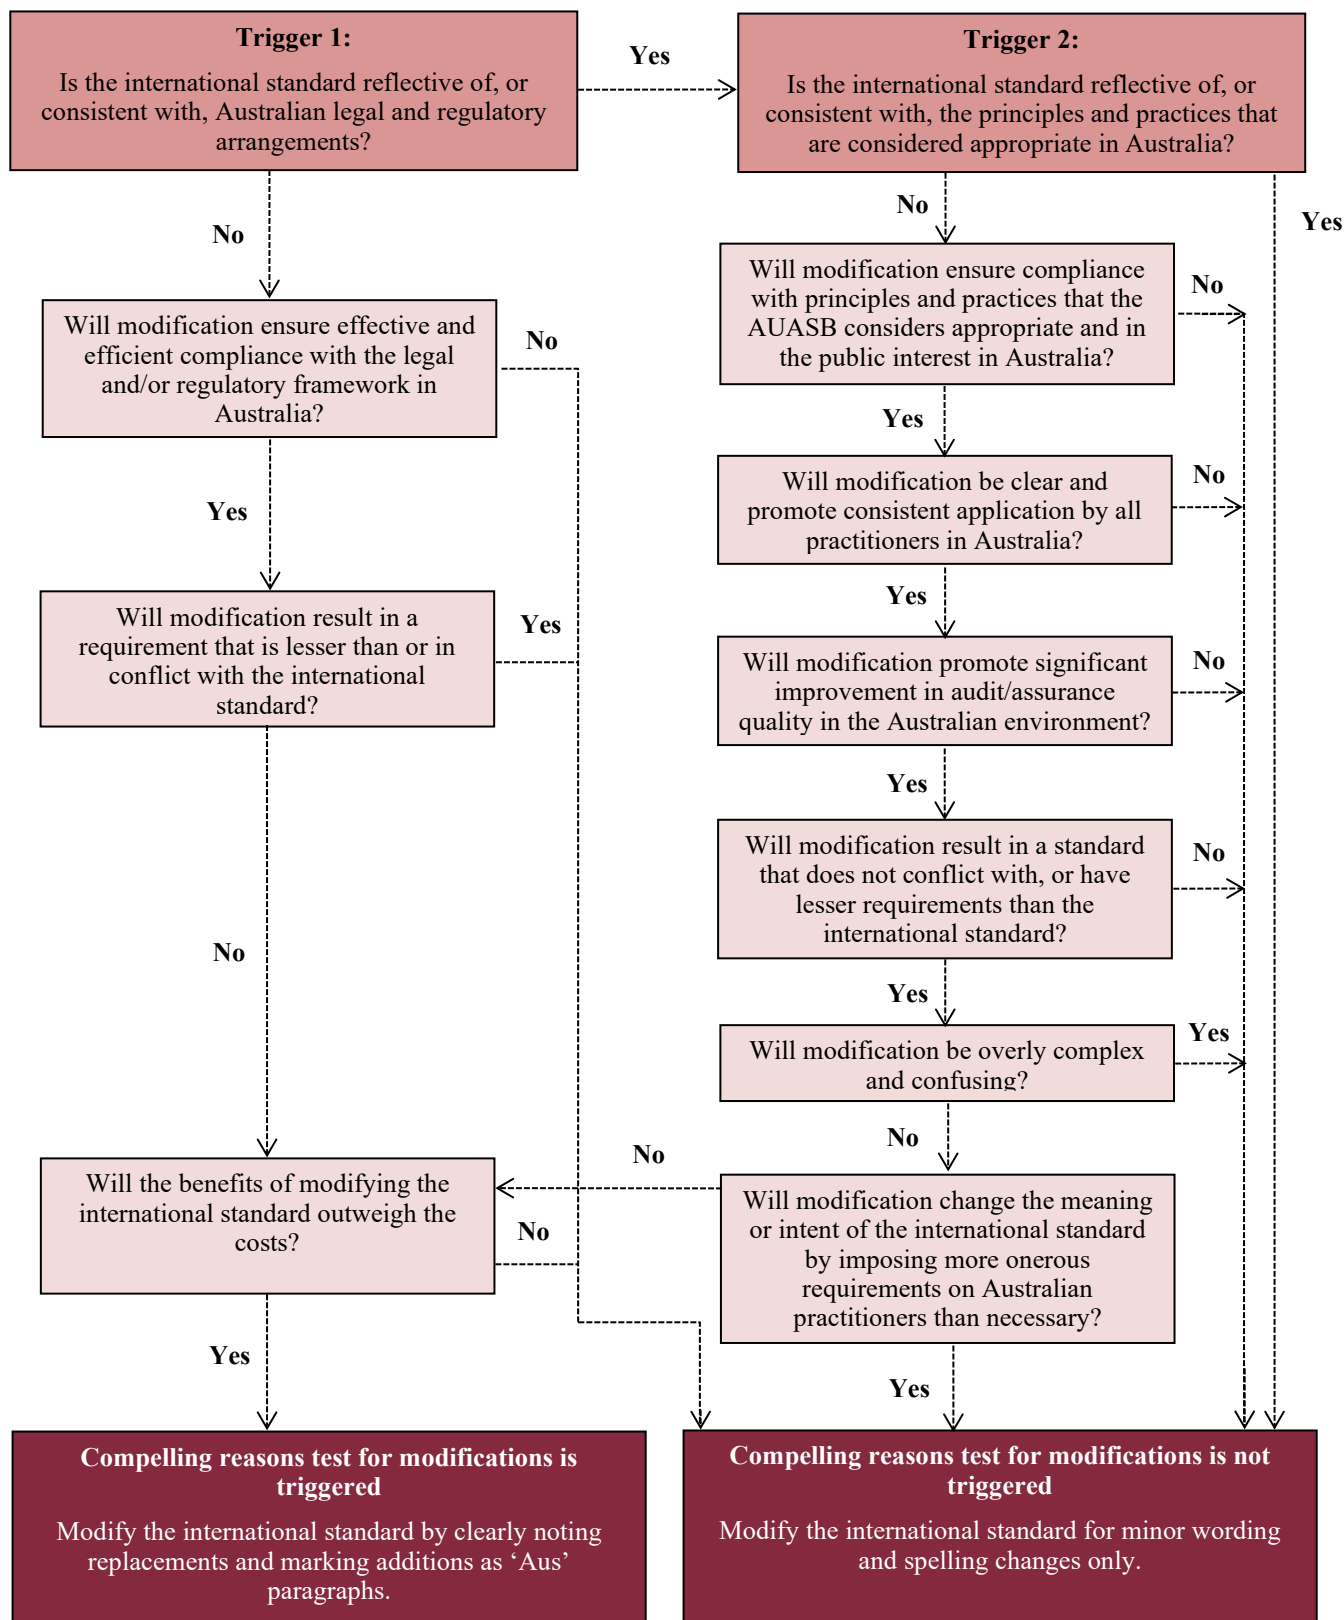 Trigger 1:
Is the international standard reflective of, or
consistent with, Australian legal and regulatory
arrangements?
Yes
Trigger 2:
Is the international standard reflective of, or
consistent with, the principles and practices that
are considered appropriate in Australia?
No
No
Yes
Will modification ensure effective and
efficient compliance with the legal
and/or regulatory framework in
Australia?
No
Will modification ensure compliance
with principles and practices that the
AUASB considers appropriate and in
the public interest in Australia?
No
Yes
Yes
Will modification be clear and
promote consistent application by all
practitioners in Australia?
No
Will modification result in a
requirement that is lesser than or in
conflict with the international
standard?
Yes
Yes
Will modification promote significant
improvement in audit/assurance
quality in the Australian environment?
No
Yes
No
Will modification result in a standard
that does not conflict with, or have
lesser requirements than the
international standard?
No
Yes
Will modification be overly complex
and confusing?
Yes
No
No
Will the benefits of modifying the
international standard outweigh the
costs?
No
Will modification change the meaning
or intent of the international standard
by imposing more onerous
requirements on Australian
practitioners than necessary?
Yes
Yes
Compelling reasons test for modifications is
triggered
Modify the international standard by clearly noting
replacements and marking additions as ‘Aus’
paragraphs.
Compelling reasons test for modifications is not
triggered
Modify the international standard for minor wording
and spelling changes only.